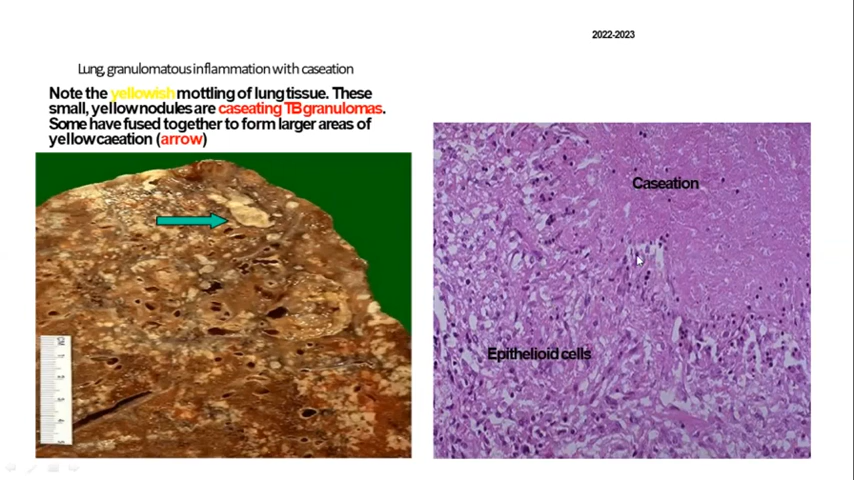 2022-2023
Lung, granulomatous inflammation with caseation
Note the yellowish mottling of lung tissue. These
small, yellow nodules are caseating TB granulomas.
Some have fused together to form larger areas of
yellow caeation (arrow)
Caseation
Epithelioid cells